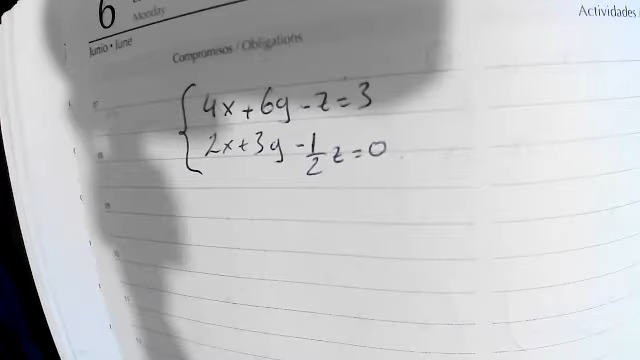 6
Monday
Junio • June
Compromisos / Obligations
Actividades
4x + 6y - z = 3
2x + 3y - 1/2 z = 0